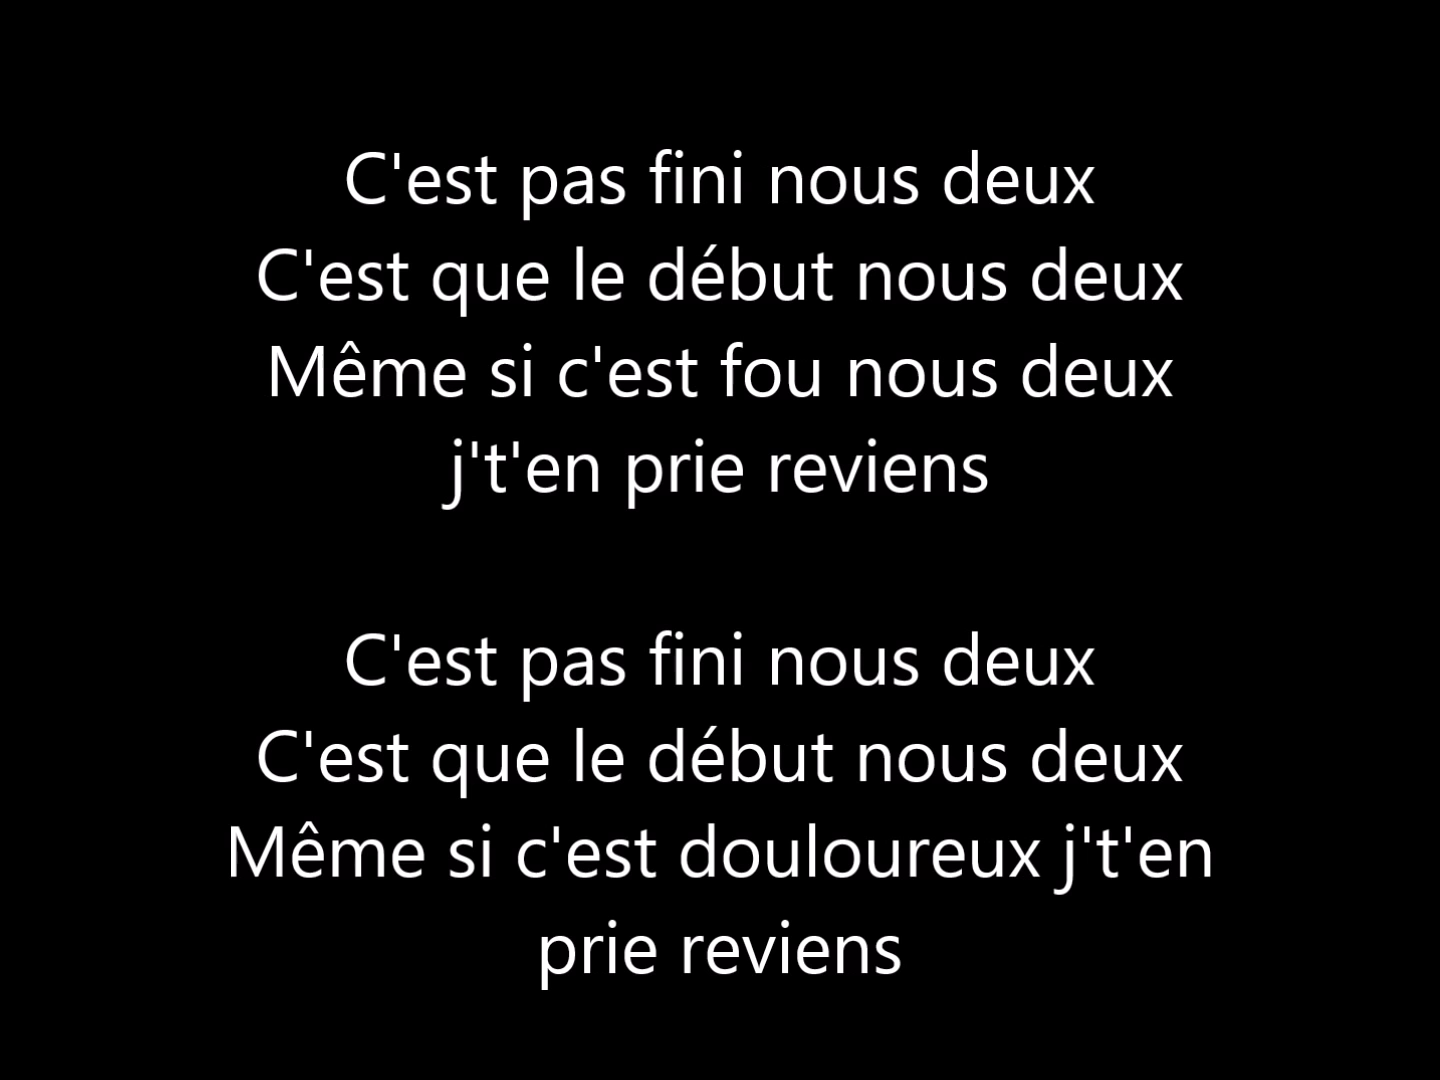 C'est pas fini nous deux
C'est que le début nous deux
Même si c'est fou nous deux
j't'en prie reviens
C'est pas fini nous deux
C'est que le début nous deux
Même si c'est douloureux j't'en
prie reviens